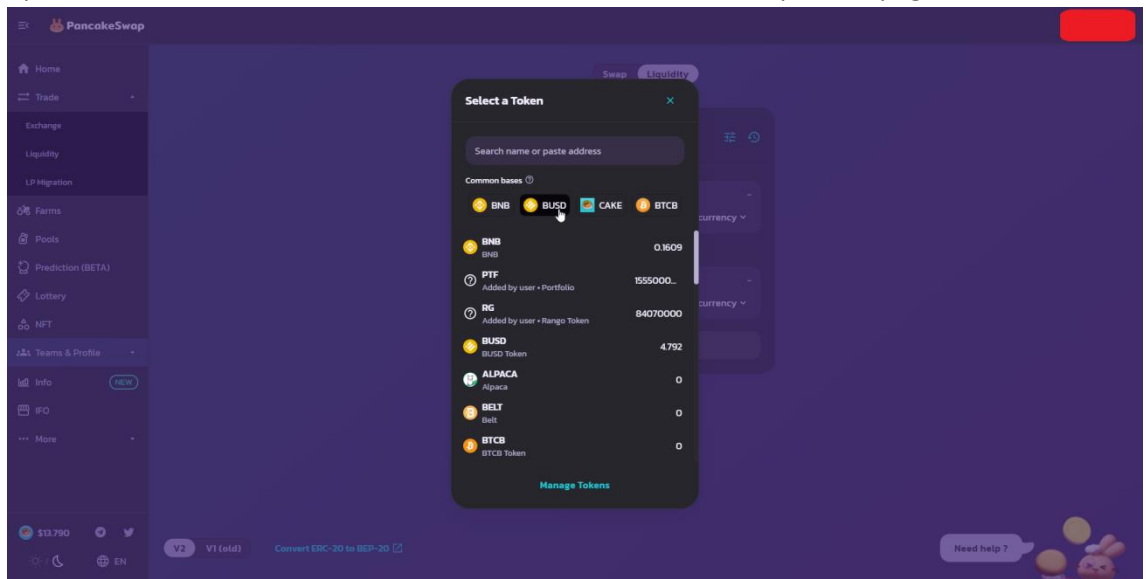 PancakeSwap
Home
Trade
Exchange
Liquidity
LP Migration
Farms
Pools
Prediction (BETA)
Lottery
NFT
Teams & Profile
Info NEW
IFO
More
$13.790
EN
Swap Liquidity
Select a Token
Search name or paste address
Common bases
BNB BUSD CAKE BTCB
BNB 0.1609
BNB
PTF 1555000...
Added by user • Portfolio
RG 84070000
Added by user • Rango Token
BUSD 4.792
BUSD Token
ALPACA 0
Alpaca
BELT 0
Belt
BTCB 0
BTCB Token
Manage Tokens
currency
currency
V2 V1 (old) Convert ERC-20 to BEP-20
Need help ?